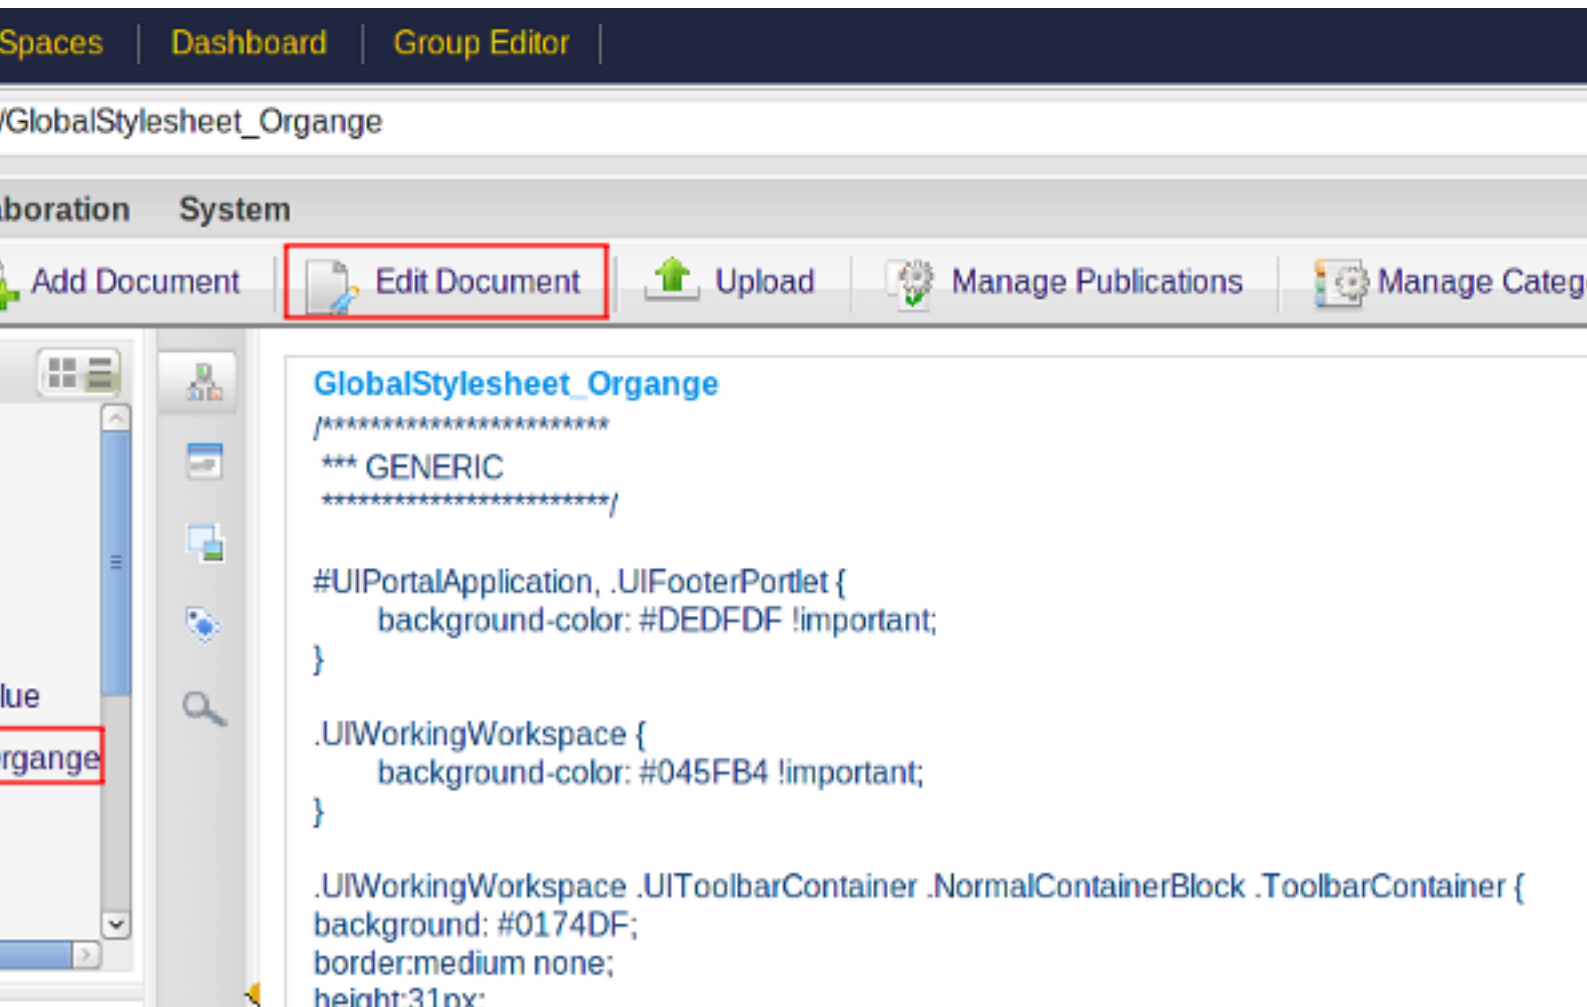 Spaces | Dashboard | Group Editor |
/GlobalStylesheet_Organge
boration System
Add Document Edit Document Upload Manage Publications Manage Categ
lue
rgange
GlobalStylesheet_Organge
/************************
*** GENERIC
************************/
#UIPortalApplication, .UIFooterPortlet {
background-color: #DEDFDF !important;
}
.UIWorkingWorkspace {
background-color: #045FB4 !important;
}
.UIWorkingWorkspace .UIToolbarContainer .NormalContainerBlock .ToolbarContainer {
background: #0174DF;
border:medium none;
height:31px;